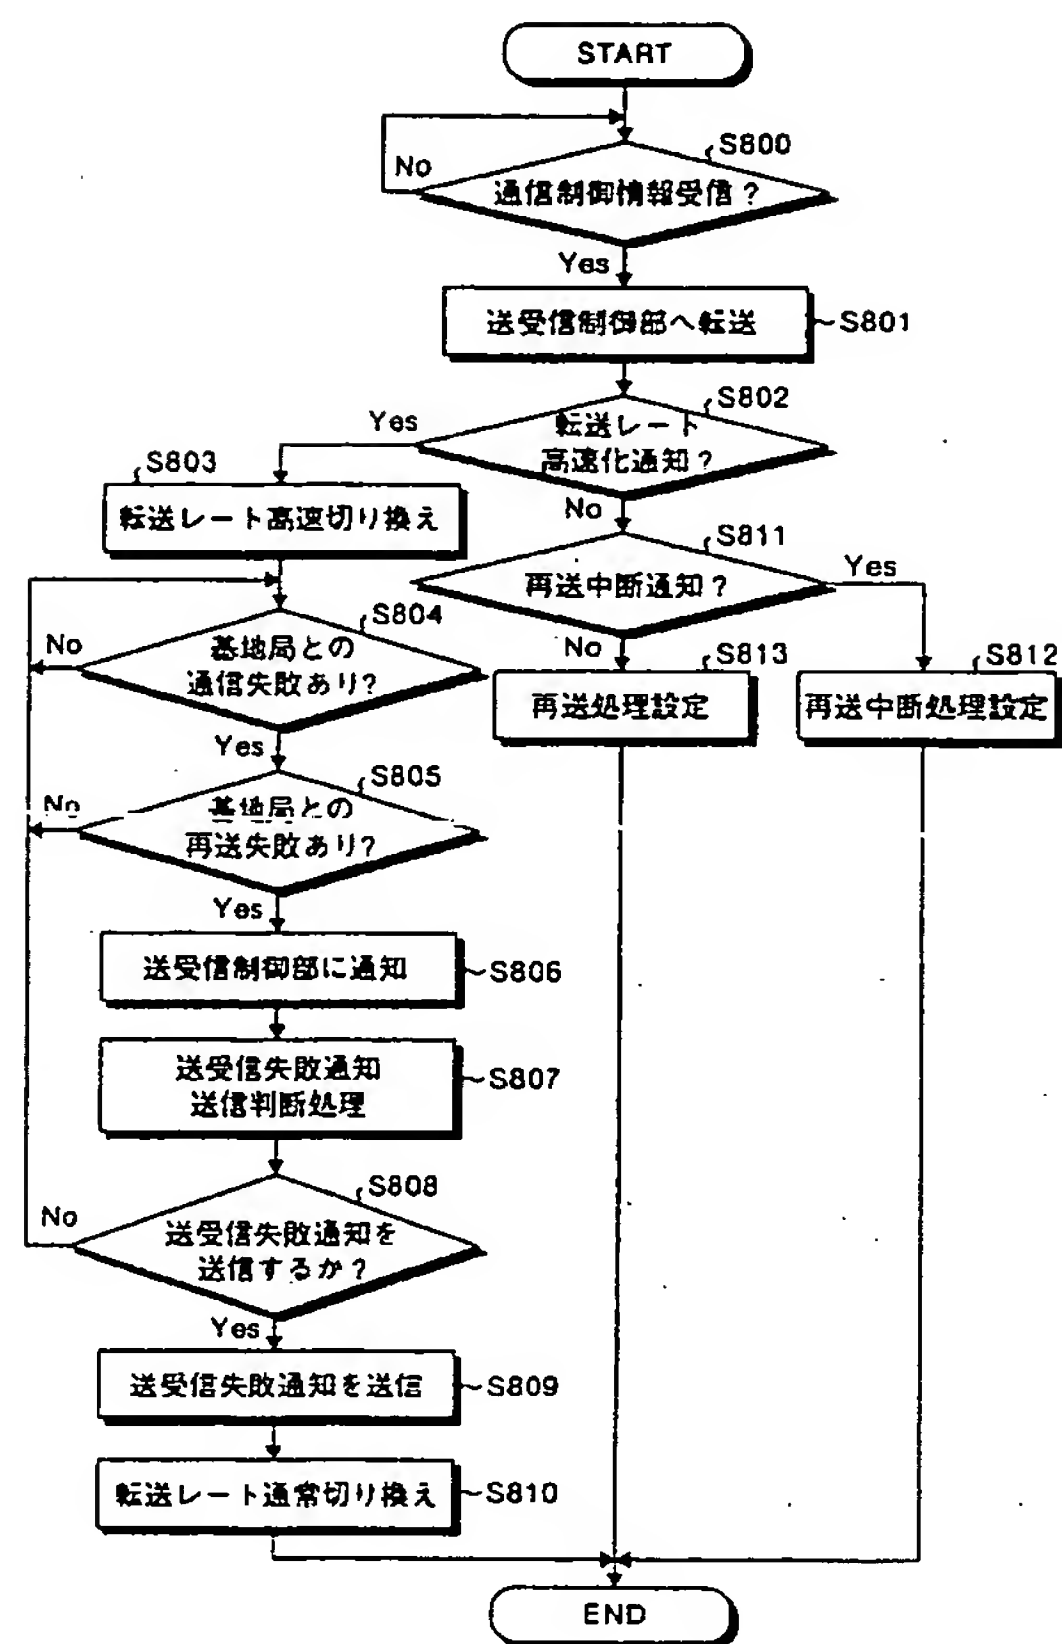 START
S800
No
通信制御情報受信?
Yes
送受信制御部へ転送
S801
S802
Yes
転送レート
高速化通知?
S803
転送レート高速切り換え
No
S811
再送中断通知?
Yes
S804
No
基地局との
通信失敗あり?
No
S813
再送処理設定
S812
再送中断処理設定
Yes
S805
No
基地局との
再送失敗あり?
Yes
送受信制御部に通知
S806
送受信失敗通知
送信判断処理
S807
S808
No
送受信失敗通知を
送信するか?
Yes
送受信失敗通知を送信
S809
転送レート通常切り換え
S810
END